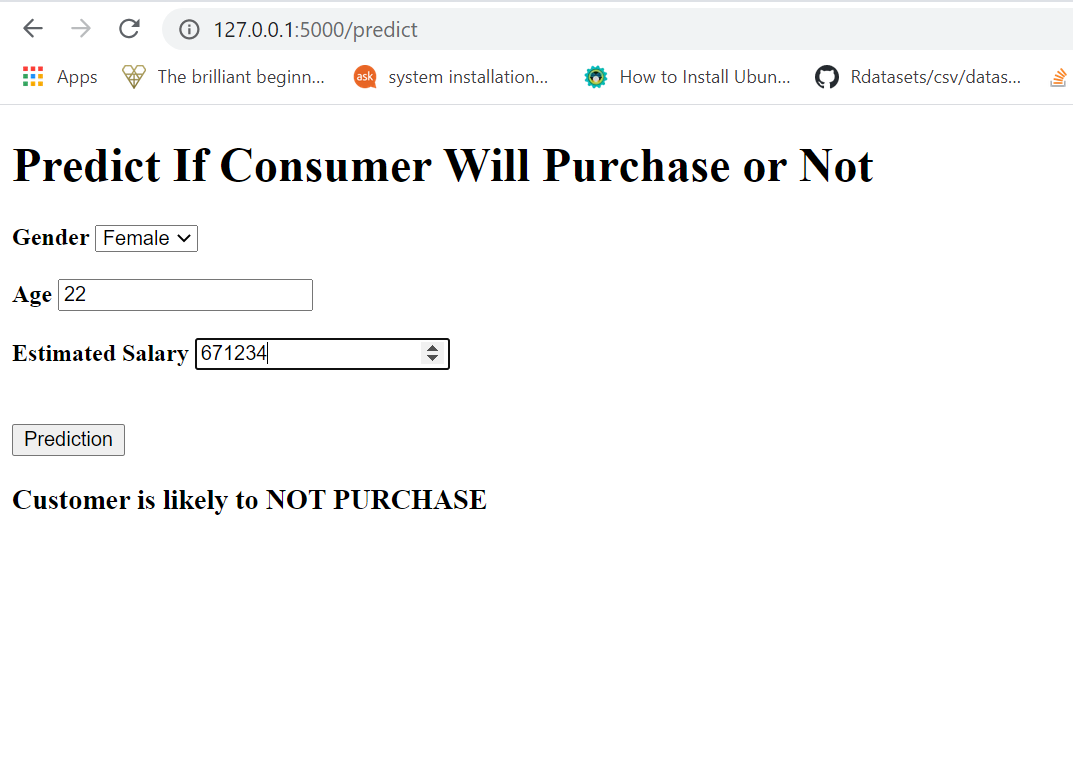 127.0.0.1:5000/predict
Apps The brilliant beginn... ask system installation... How to Install Ubun... Rdatasets/csv/datas...
Predict If Consumer Will Purchase or Not
Gender Female
Age 22
Estimated Salary 671234
Prediction
Customer is likely to NOT PURCHASE